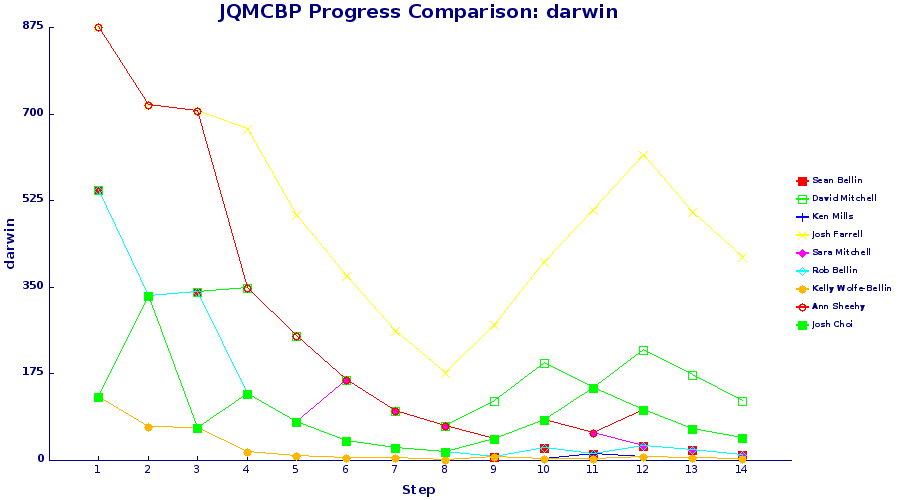 JQMCBP Progress Comparison: darwin
875
700
525
350
175
0
darwin
1 2 3 4 5 6 7 8 9 10 11 12 13 14
Step
Sean Bellin
David Mitchell
Ken Mills
Josh Farrell
Sara Mitchell
Rob Bellin
Kelly Wolfe-Bellin
Ann Sheehy
Josh Choi